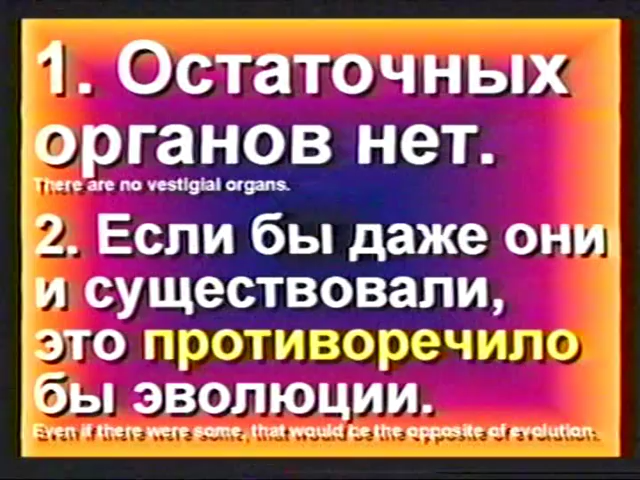 1. Остаточных
органов нет.
There are no vestigial organs.
2. Если бы даже они
и существовали,
это противоречило
бы эволюции.
Even if there were some, that would be the opposite of evolution.